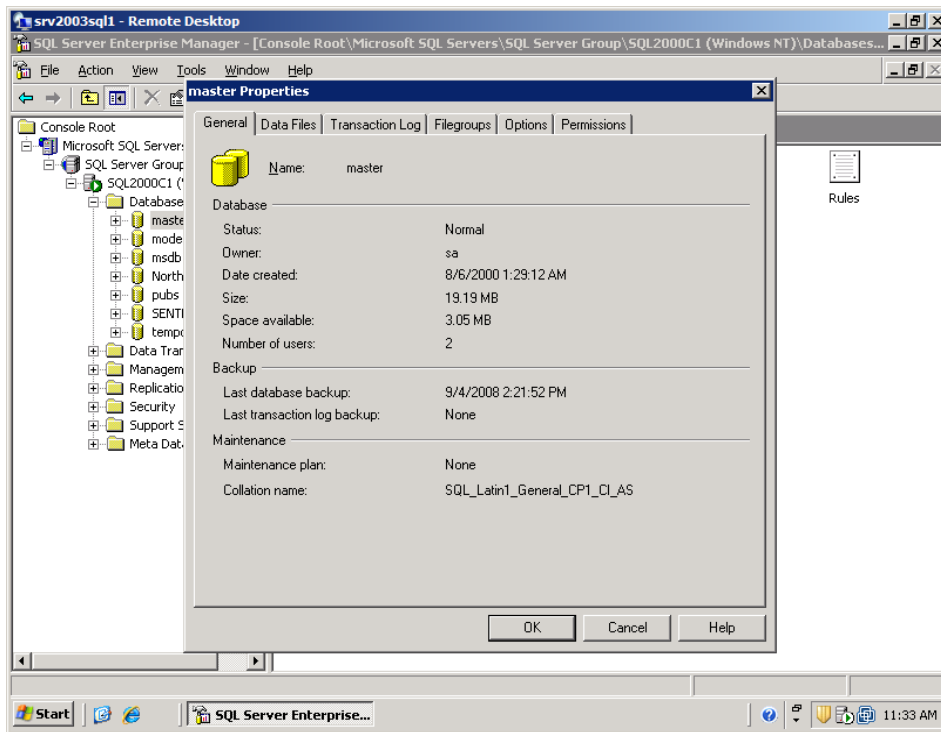 srv2003sql1 - Remote Desktop
SQL Server Enterprise Manager - [Console Root\Microsoft SQL Servers\SQL Server Group\SQL2000C1 (Windows NT)\Databases...
File Action View Tools Window Help
master Properties
General Data Files Transaction Log Filegroups Options Permissions
Console Root
Microsoft SQL Servers
SQL Server Group
SQL2000C1 ('
Database
maste
mode
msdb
North
pubs
SENTI
tempo
Data Tran
Managem
Replicatio
Security
Support S
Meta Dat
Name: master
Database
Status: Normal
Owner: sa
Date created: 8/6/2000 1:29:12 AM
Size: 19.19 MB
Space available: 3.05 MB
Number of users: 2
Backup
Last database backup: 9/4/2008 2:21:52 PM
Last transaction log backup: None
Maintenance
Maintenance plan: None
Collation name: SQL_Latin1_General_CP1_CI_AS
OK Cancel Help
Rules
Start SQL Server Enterprise... 11:33 AM